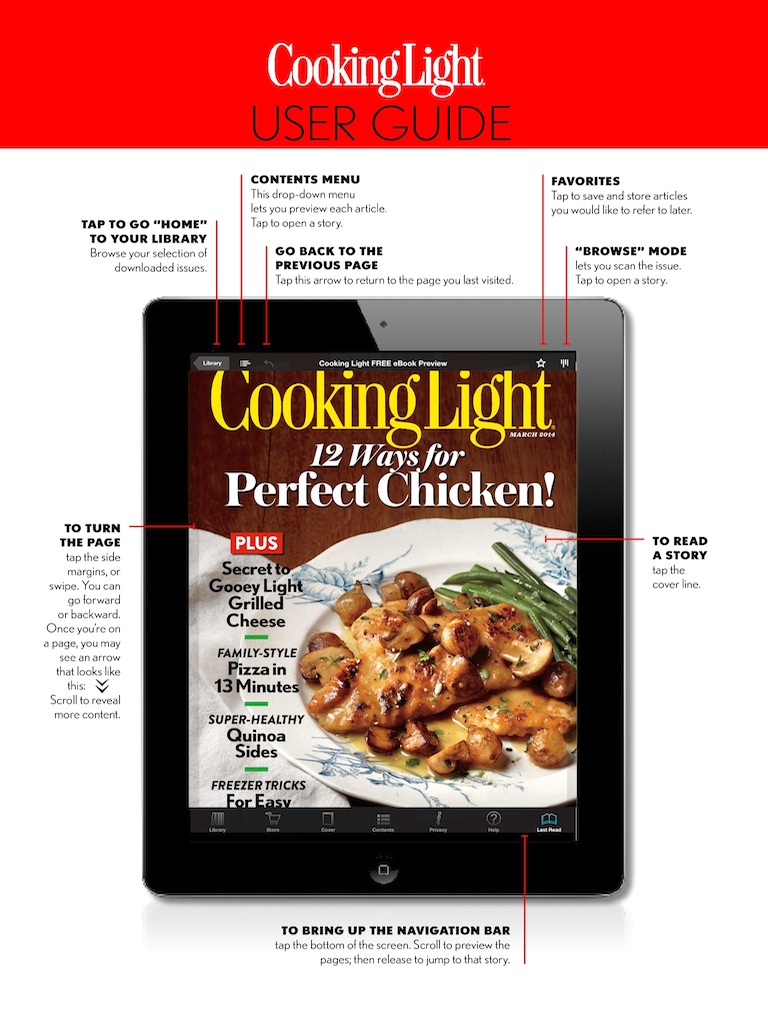 Cooking Light
USER GUIDE
CONTENTS MENU
This drop-down menu
lets you preview each article.
Tap to open a story.
FAVORITES
Tap to save and store articles
you would like to refer to later.
TAP TO GO “HOME”
TO YOUR LIBRARY
Browse your selection of
downloaded issues.
GO BACK TO THE
PREVIOUS PAGE
Tap this arrow to return to the page you last visited.
“BROWSE” MODE
lets you scan the issue.
Tap to open a story.
Library
Cooking Light FREE eBook Preview
Cooking Light
MARCH 2014
12 Ways for
Perfect Chicken!
PLUS
Secret to
Gooey Light
Grilled
Cheese
FAMILY-STYLE
Pizza in
13 Minutes
SUPER-HEALTHY
Quinoa
Sides
FREEZER TRICKS
For Easy
TO TURN
THE PAGE
tap the side
margins, or
swipe. You can
go forward
or backward.
Once you’re on
a page, you may
see an arrow
that looks like
this:
Scroll to reveal
more content.
TO READ
A STORY
tap the
cover line.
Library Store Cover Contents Privacy Help Last Read
TO BRING UP THE NAVIGATION BAR
tap the bottom of the screen. Scroll to preview the
pages; then release to jump to that story.